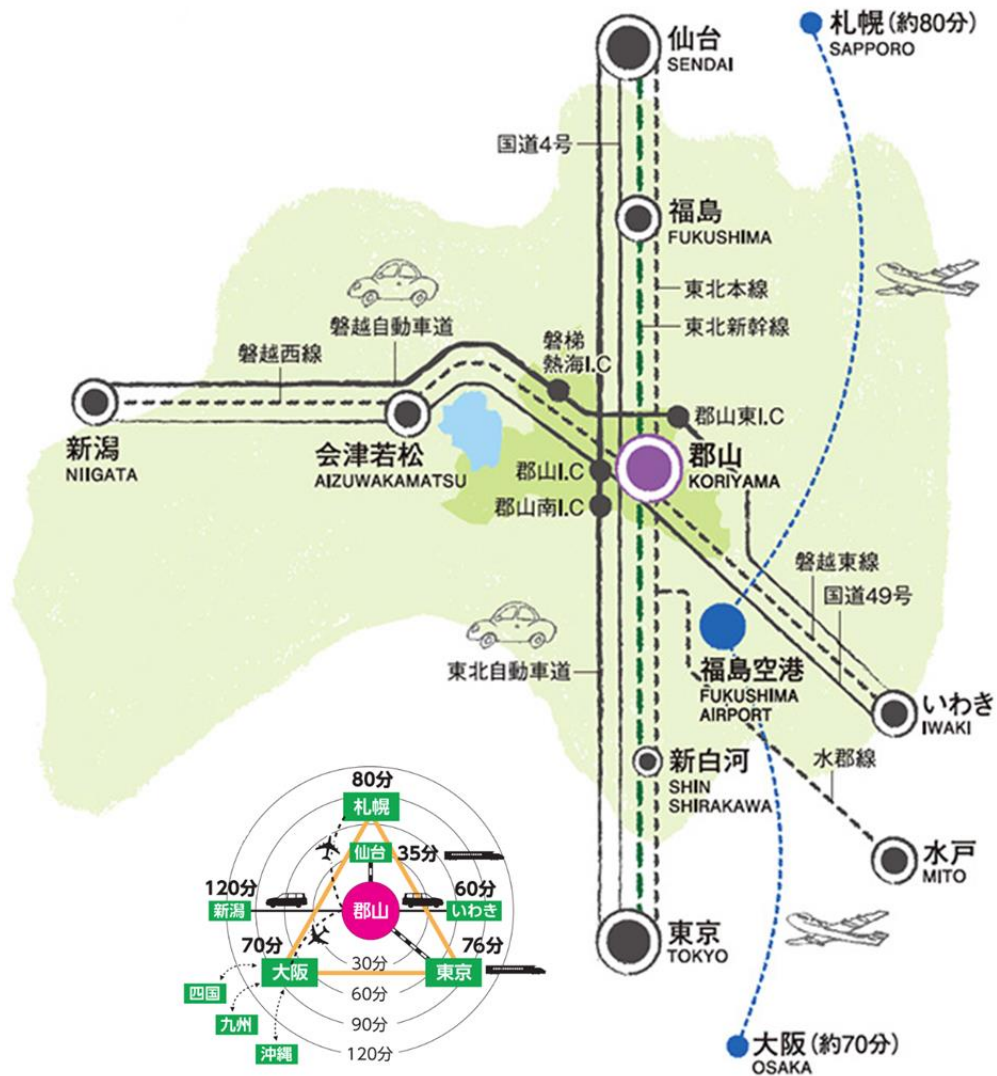 札幌(約80分)
SAPPORO
仙台
SENDAI
国道4号
福島
FUKUSHIMA
東北本線
磐越自動車道
東北新幹線
磐越西線
磐梯
熱海I.C
郡山東I.C
新潟
NIIGATA
会津若松
AIZUWAKAMATSU
郡山I.C
郡山
KORIYAMA
郡山南I.C
磐越東線
国道49号
東北自動車道
福島空港
FUKUSHIMA
AIRPORT
いわき
IWAKI
新白河
SHIN
SHIRAKAWA
水郡線
水戸
MITO
東京
TOKYO
大阪(約70分)
OSAKA
80分
札幌
仙台
35分
120分
新潟
郡山
60分
いわき
70分
大阪
76分
東京
30分
60分
90分
120分
四国
九州
沖縄